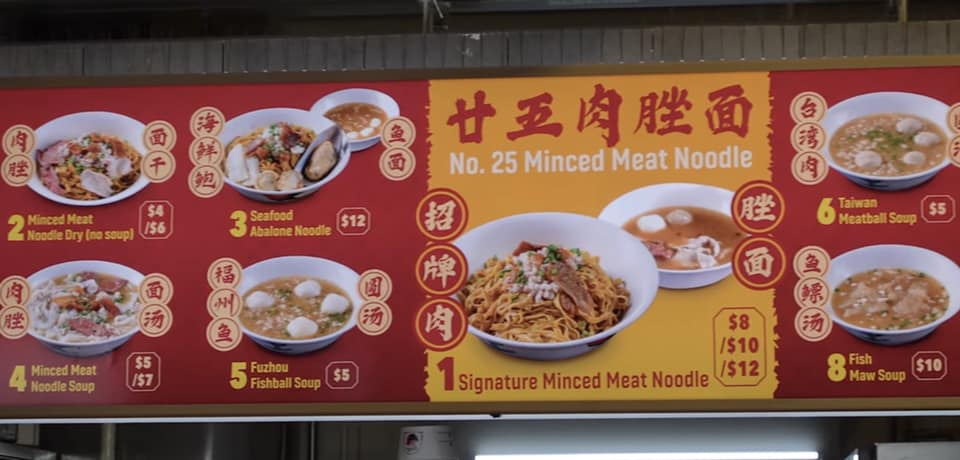 廿五肉脞面
No. 25 Minced Meat Noodle
肉脞
面干
2 Minced Meat
Noodle Dry (no soup)
$4
/$6
海鲜鲍
鱼面
3 Seafood
Abalone Noodle
$12
肉脞
面汤
4 Minced Meat
Noodle Soup
$5
/$7
福州鱼
圆汤
5 Fuzhou
Fishball Soup
$5
招牌肉
脞面
1 Signature Minced Meat Noodle
$8
/$10
/$12
台湾肉
6 Taiwan
Meatball Soup
$5
鱼鳔汤
8 Fish
Maw Soup
$10